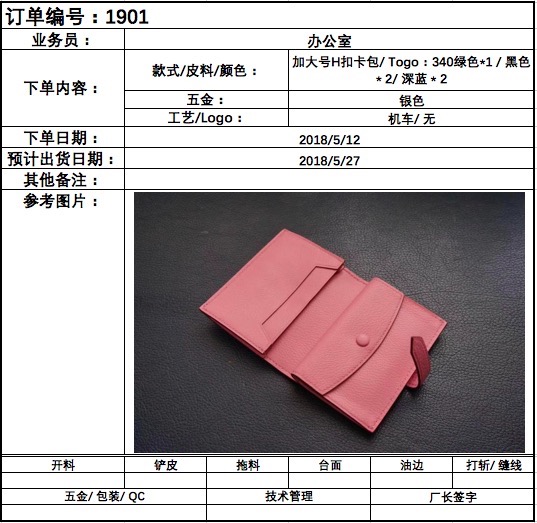 订单编号：1901
业务员：
办公室
下单内容：
款式/皮料/颜色：
加大号H扣卡包/ Togo：340绿色*1 / 黑色
* 2/ 深蓝 * 2
五金：
银色
工艺/Logo：
机车/ 无
下单日期：
2018/5/12
预计出货日期：
2018/5/27
其他备注：
参考图片：
开料
铲皮
拖料
台面
油边
打斩/ 缝线
五金/ 包装/ QC
技术管理
厂长签字